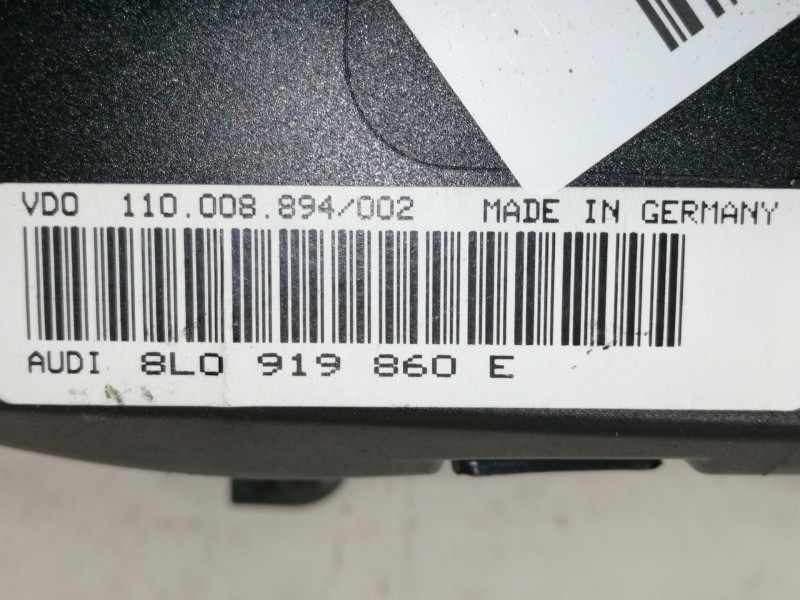 VDO 110.008.894/002 MADE IN GERMANY
AUDI 8L0 919 860 E